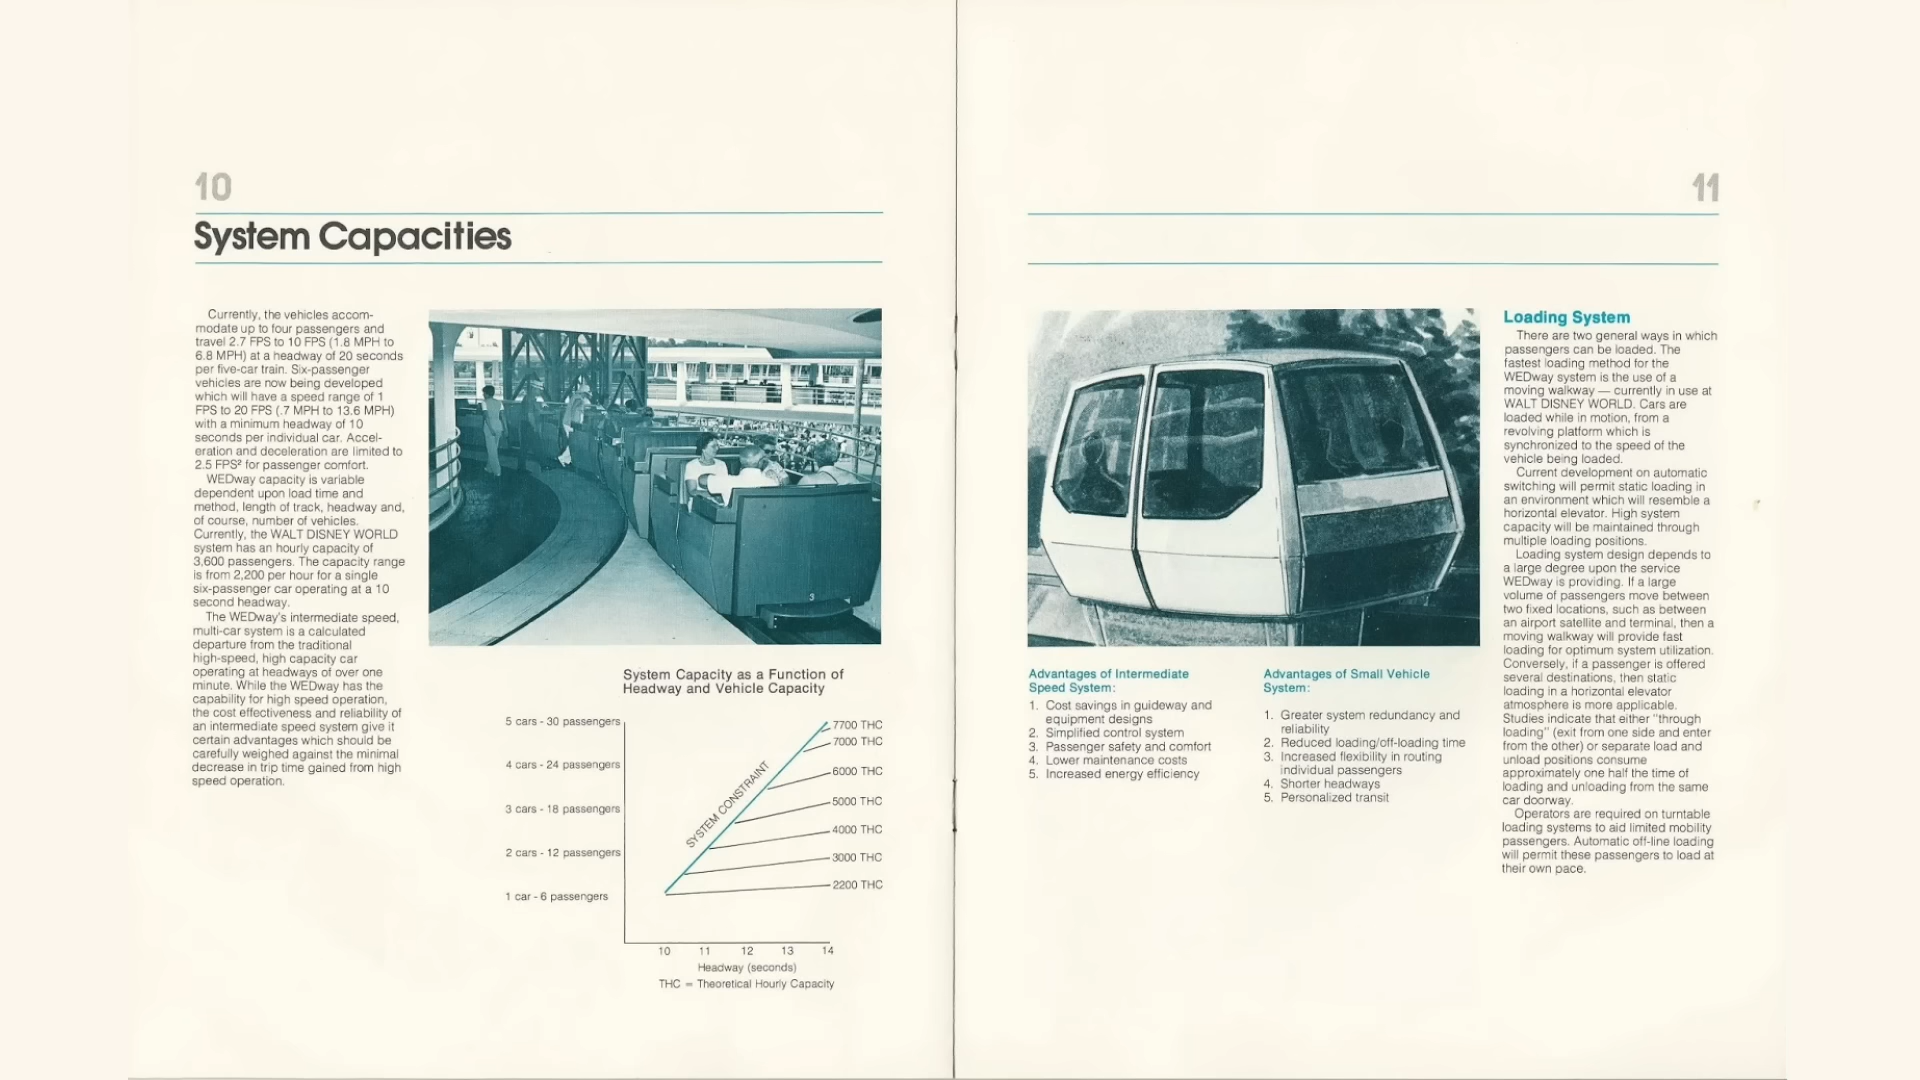 10
System Capacities
Currently, the vehicles accom-
modate up to four passengers and
travel 2.7 FPS to 10 FPS (1.8 MPH to
6.8 MPH) at a headway of 20 seconds
per five-car train. Six-passenger
vehicles are now being developed
which will have a speed range of 1
FPS to 20 FPS (.7 MPH to 13.6 MPH)
with a minimum headway of 10
seconds per individual car. Accel-
eration and deceleration are limited to
2.5 FPS² for passenger comfort.
WEDway capacity is variable
dependent upon load time and
method, length of track, headway and,
of course, number of vehicles.
Currently, the WALT DISNEY WORLD
system has an hourly capacity of
3,600 passengers. The capacity range
is from 2,200 per hour for a single
six-passenger car operating at a 10
second headway.
The WEDway's intermediate speed,
multi-car system is a calculated
departure from the traditional
high-speed, high capacity car
operating at headways of over one
minute. While the WEDway has the
capability for high speed operation,
the cost effectiveness and reliability of
an intermediate speed system give it
certain advantages which should be
carefully weighed against the minimal
decrease in trip time gained from high
speed operation.
3
System Capacity as a Function of
Headway and Vehicle Capacity
5 cars - 30 passengers
4 cars - 24 passengers
3 cars - 18 passengers
2 cars - 12 passengers
1 car - 6 passengers
SYSTEM CONSTRAINT
7700 THC
7000 THC
6000 THC
5000 THC
4000 THC
3000 THC
2200 THC
10 11 12 13 14
Headway (seconds)
THC = Theoretical Hourly Capacity
11
Advantages of Intermediate
Speed System:
1. Cost savings in guideway and
equipment designs
2. Simplified control system
3. Passenger safety and comfort
4. Lower maintenance costs
5. Increased energy efficiency
Advantages of Small Vehicle
System:
1. Greater system redundancy and
reliability
2. Reduced loading/off-loading time
3. Increased flexibility in routing
individual passengers
4. Shorter headways
5. Personalized transit
Loading System
There are two general ways in which
passengers can be loaded. The
fastest loading method for the
WEDway system is the use of a
moving walkway — currently in use at
WALT DISNEY WORLD. Cars are
loaded while in motion, from a
revolving platform which is
synchronized to the speed of the
vehicle being loaded.
Current development on automatic
switching will permit static loading in
an environment which will resemble a
horizontal elevator. High system
capacity will be maintained through
multiple loading positions.
Loading system design depends to
a large degree upon the service
WEDway is providing. If a large
volume of passengers move between
two fixed locations, such as between
an airport satellite and terminal, then a
moving walkway will provide fast
loading for optimum system utilization.
Conversely, if a passenger is offered
several destinations, then static
loading in a horizontal elevator
atmosphere is more applicable.
Studies indicate that either "through
loading" (exit from one side and enter
from the other) or separate load and
unload positions consume
approximately one half the time of
loading and unloading from the same
car doorway.
Operators are required on turntable
loading systems to aid limited mobility
passengers. Automatic off-line loading
will permit these passengers to load at
their own pace.